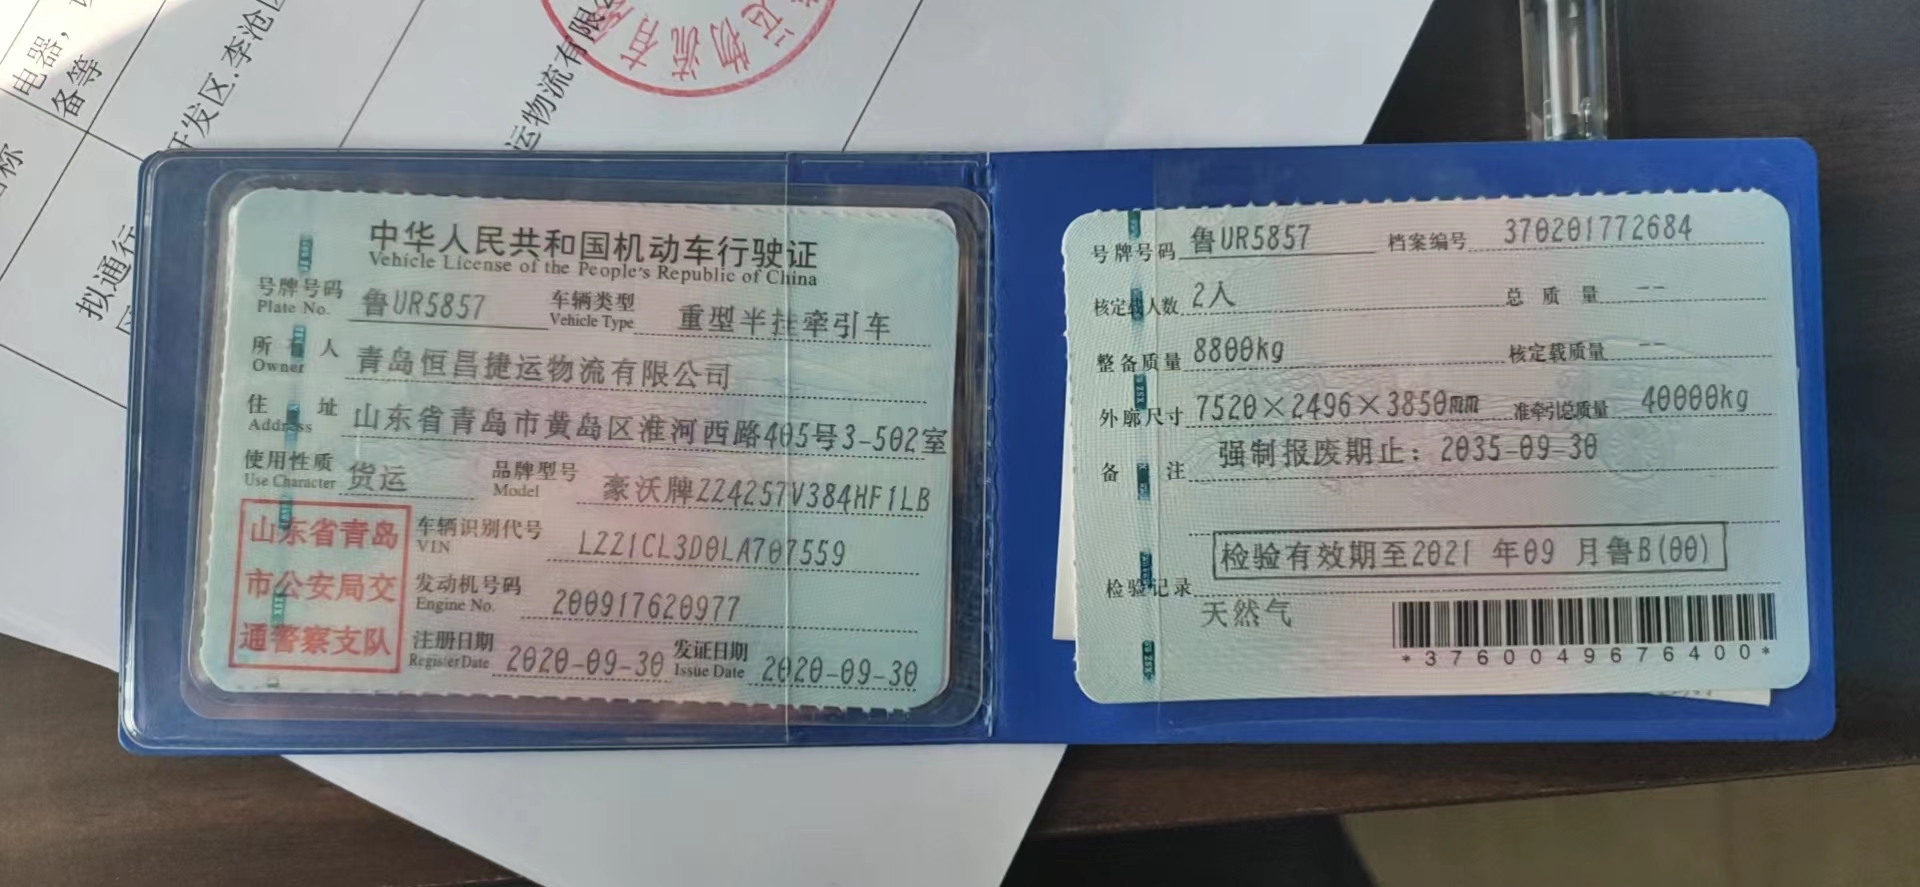 电器,
备等
开发区.李沧区
运物流有限公
拟通行
中华人民共和国机动车行驶证
Vehicle License of the People's Republic of China
号牌号码 鲁UR5857 车辆类型 重型半挂牵引车
Plate No. Vehicle Type
所有人 青岛恒昌捷运物流有限公司
Owner
住址 山东省青岛市黄岛区淮河西路405号3-502室
Address
使用性质 货运 品牌型号 豪沃牌ZZ4257V384HF1LB
Use Character Model
山东省青岛
市公安局交
通警察支队
车辆识别代号 LZZ1CL3D0LA707559
VIN
发动机号码 200917620977
Engine No.
注册日期 2020-09-30 发证日期 2020-09-30
Register Date Issue Date
号牌号码 鲁UR5857 档案编号 370201772684
核定载人数 2人 总质量 --
整备质量 8800kg 核定载质量 --
外廓尺寸 7520×2496×3850mm 准牵引总质量 40000kg
备注 强制报废期止：2035-09-30
检验有效期至2021 年09 月鲁B(00)
检验记录
天然气
*3760049676400*